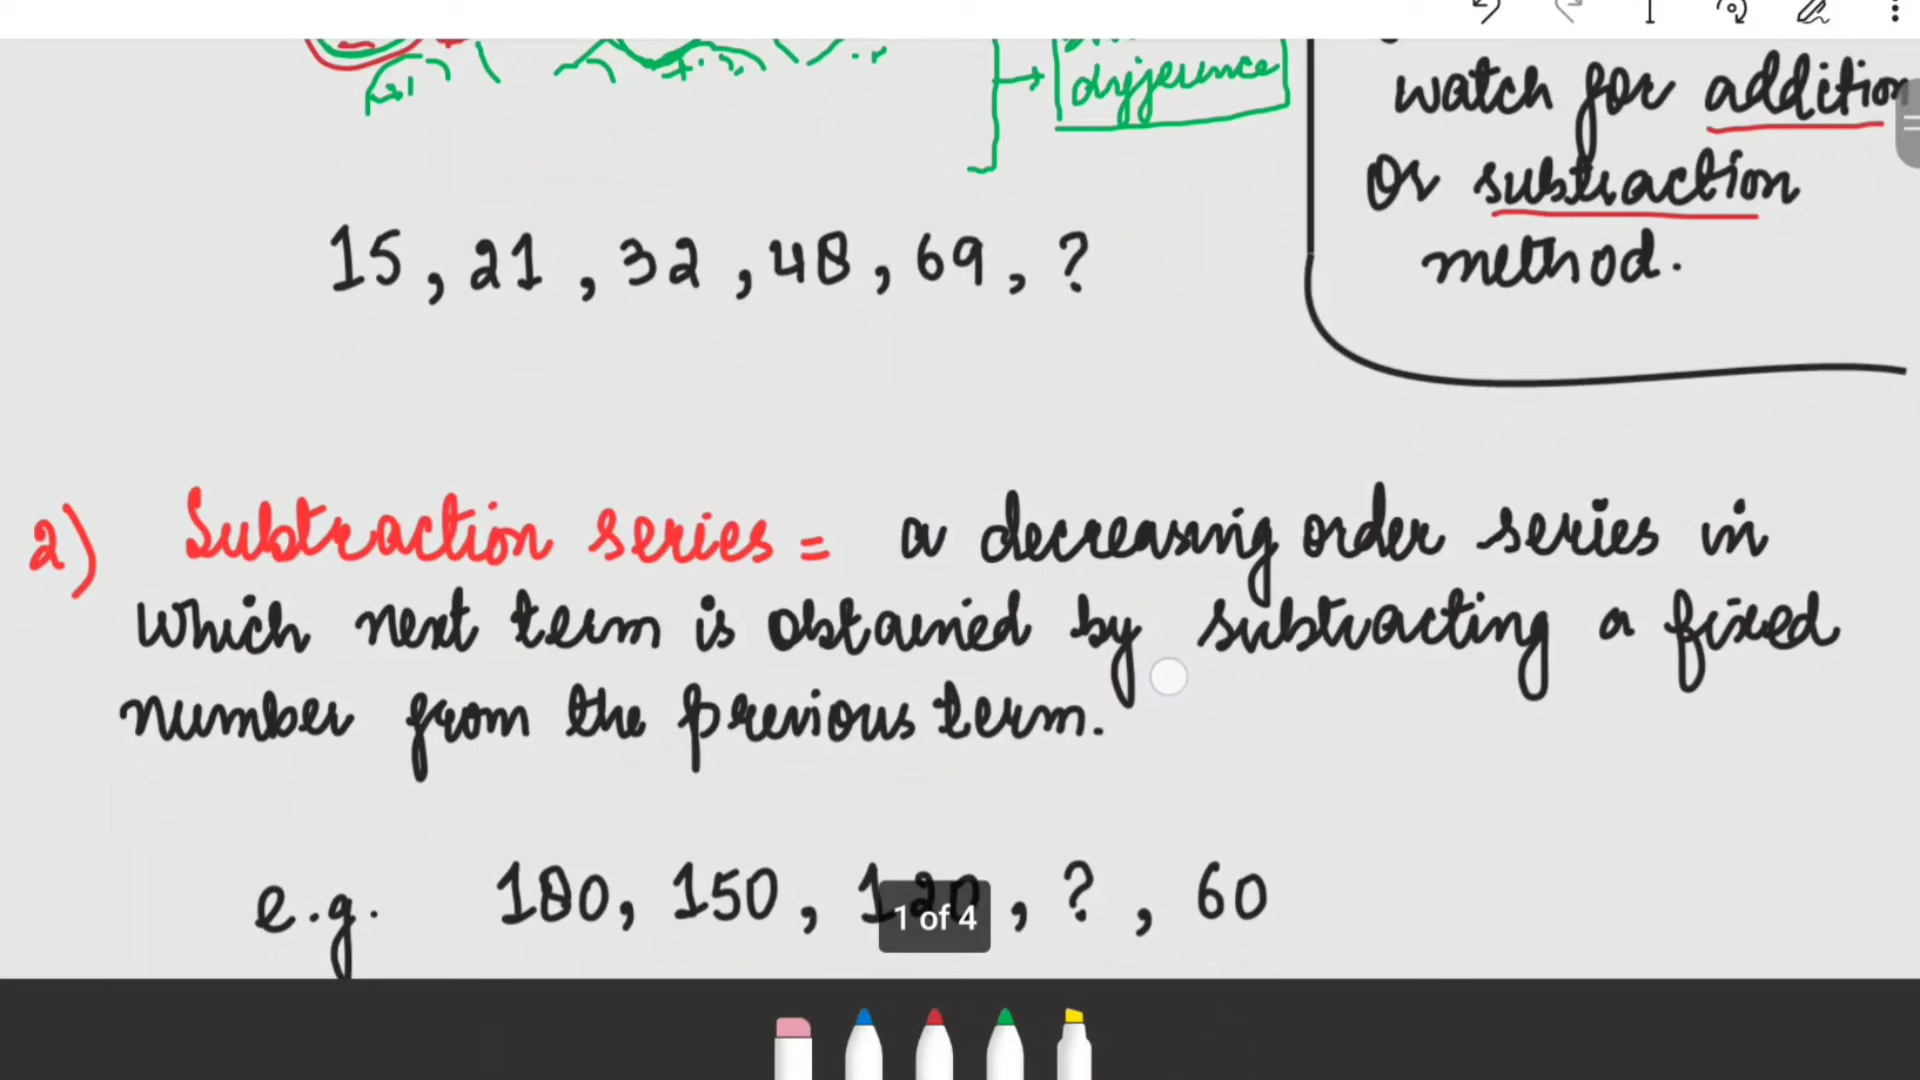 difference
watch for addition
or subtraction
method.
15, 21, 32, 48, 69, ?
2) Subtraction series = a decreasing order series in
which next term is obtained by subtracting a fixed
number from the previous term.
e.g. 180, 150, 120, ?, 60
1 of 4